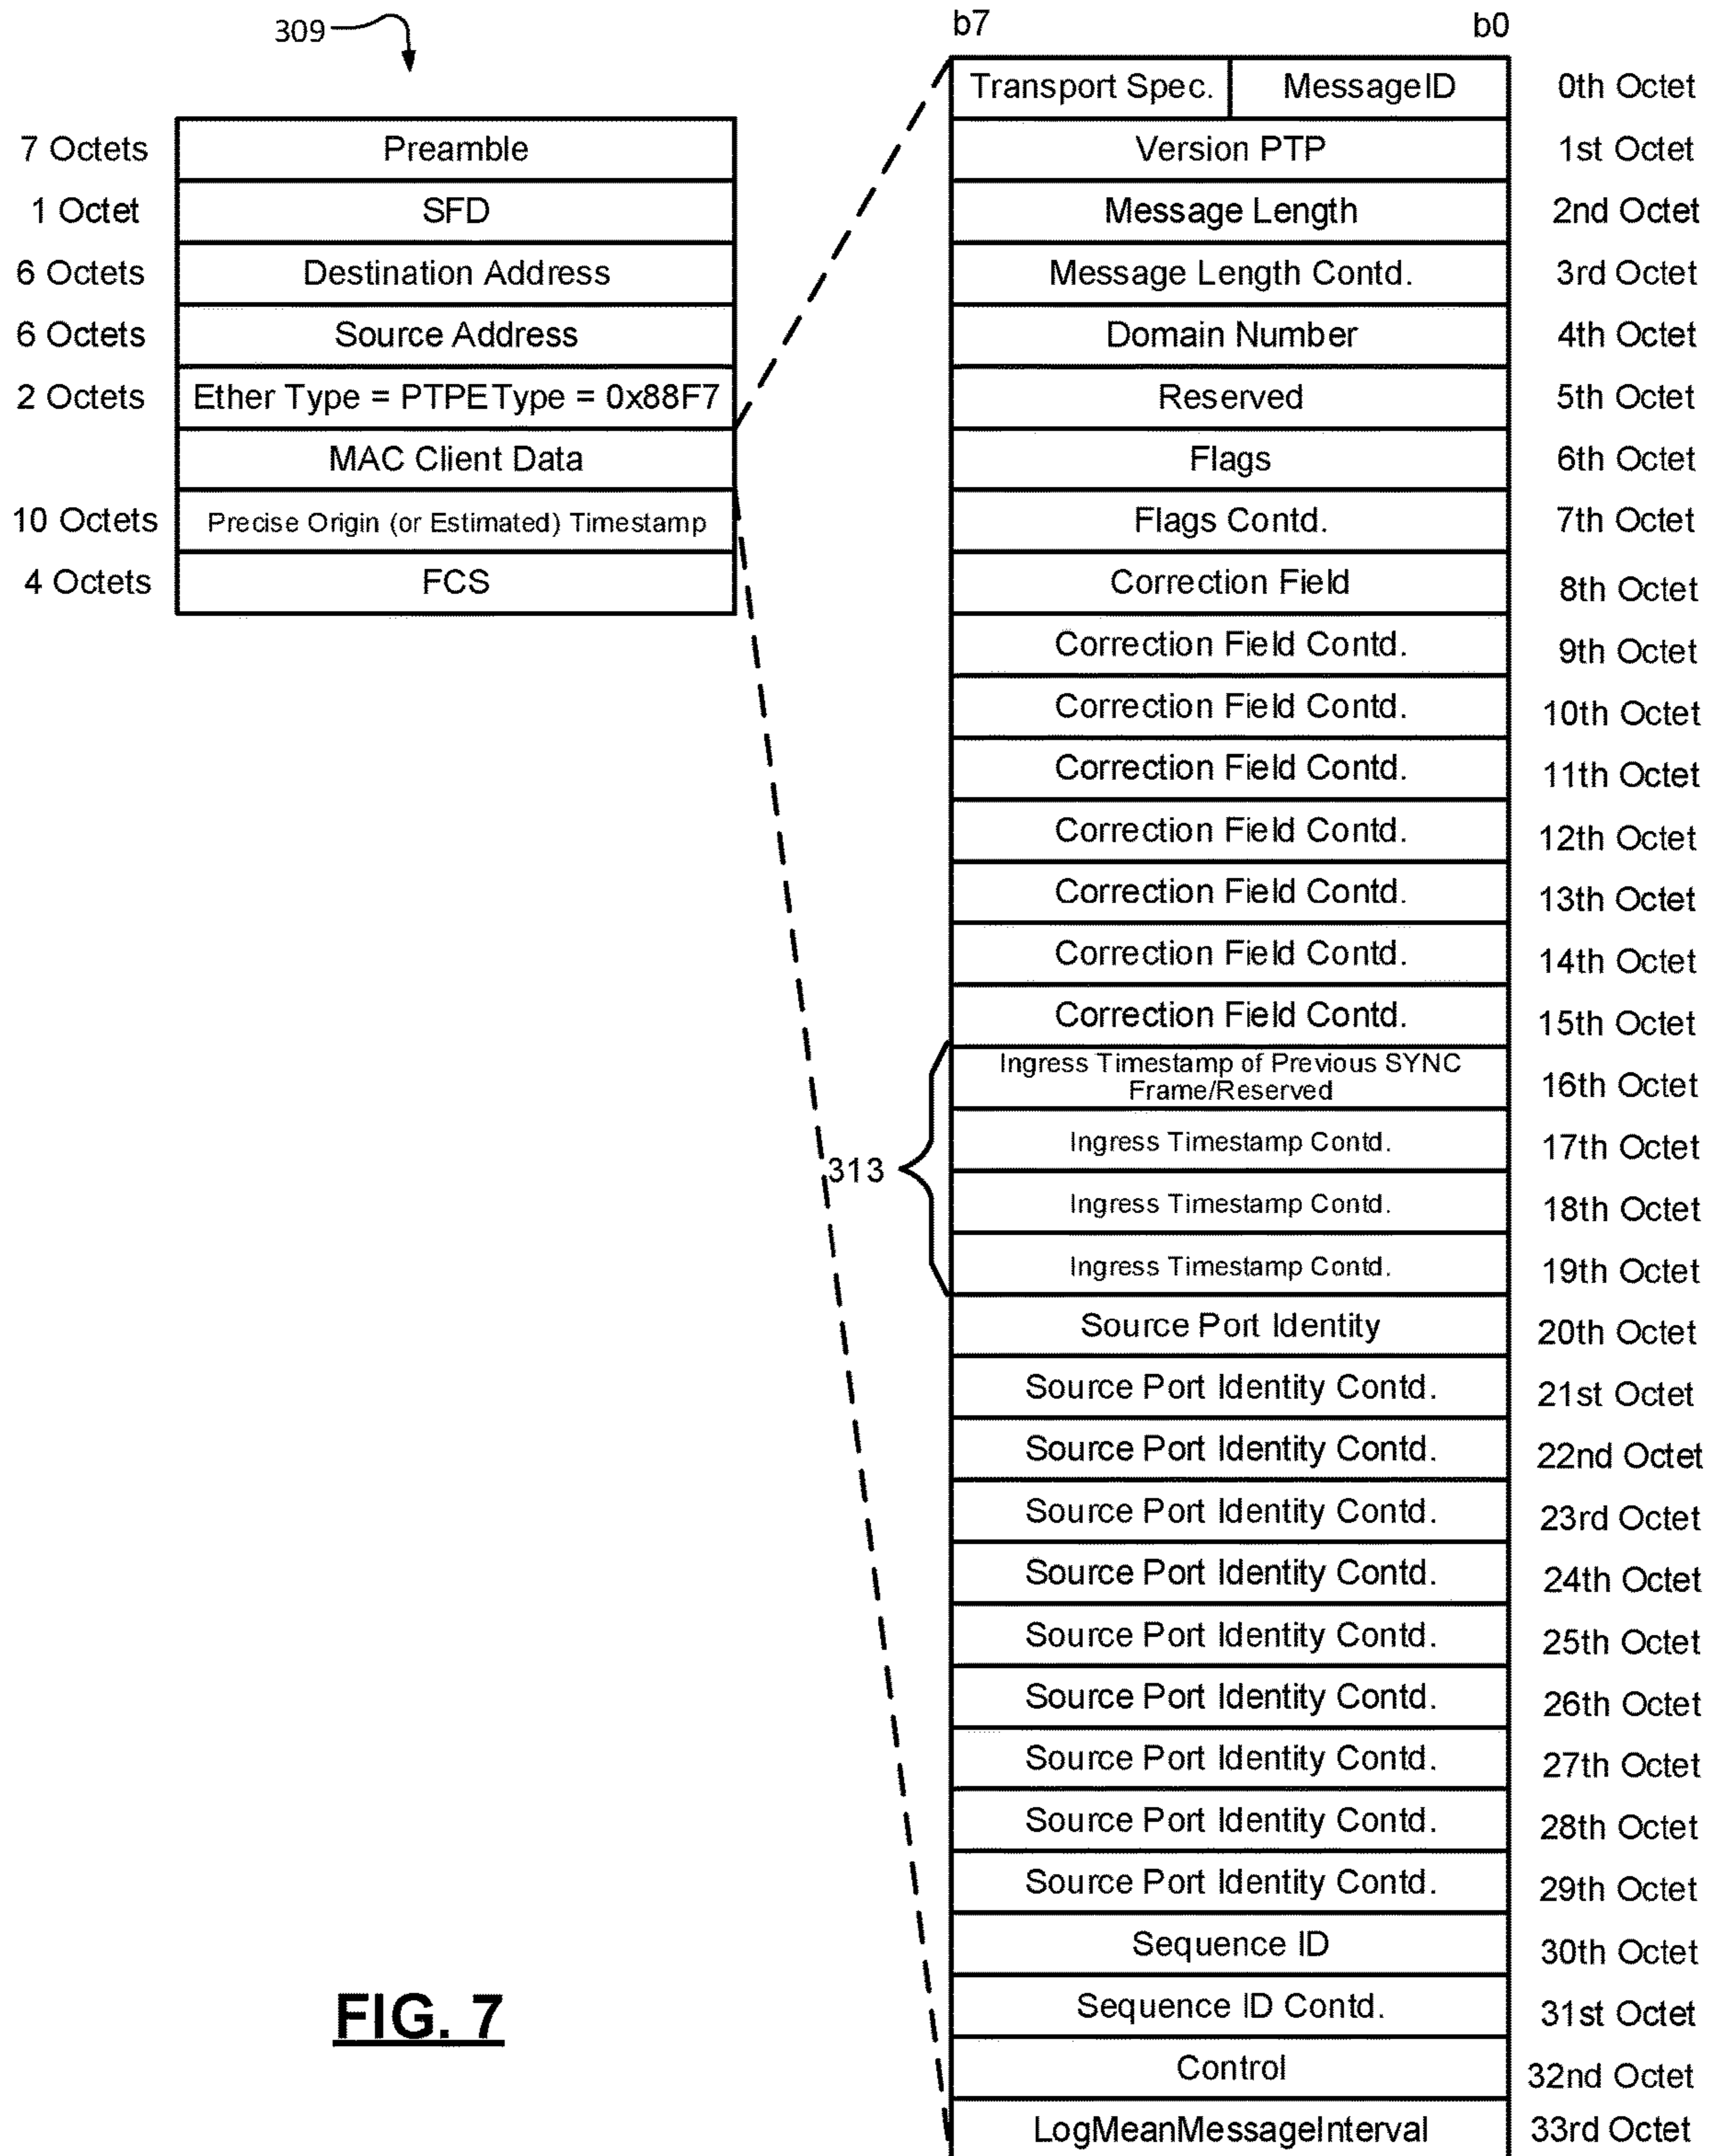 309
7 Octets Preamble
1 Octet SFD
6 Octets Destination Address
6 Octets Source Address
2 Octets Ether Type = PTPEType = 0x88F7
MAC Client Data
10 Octets Precise Origin (or Estimated) Timestamp
4 Octets FCS
b7 b0
Transport Spec. MessageID 0th Octet
Version PTP 1st Octet
Message Length 2nd Octet
Message Length Contd. 3rd Octet
Domain Number 4th Octet
Reserved 5th Octet
Flags 6th Octet
Flags Contd. 7th Octet
Correction Field 8th Octet
Correction Field Contd. 9th Octet
Correction Field Contd. 10th Octet
Correction Field Contd. 11th Octet
Correction Field Contd. 12th Octet
Correction Field Contd. 13th Octet
Correction Field Contd. 14th Octet
Correction Field Contd. 15th Octet
Ingress Timestamp of Previous SYNC
Frame/Reserved 16th Octet
Ingress Timestamp Contd. 17th Octet
313
Ingress Timestamp Contd. 18th Octet
Ingress Timestamp Contd. 19th Octet
Source Port Identity 20th Octet
Source Port Identity Contd. 21st Octet
Source Port Identity Contd. 22nd Octet
Source Port Identity Contd. 23rd Octet
Source Port Identity Contd. 24th Octet
Source Port Identity Contd. 25th Octet
Source Port Identity Contd. 26th Octet
Source Port Identity Contd. 27th Octet
Source Port Identity Contd. 28th Octet
Source Port Identity Contd. 29th Octet
Sequence ID 30th Octet
Sequence ID Contd. 31st Octet
Control 32nd Octet
LogMeanMessageInterval 33rd Octet
FIG. 7